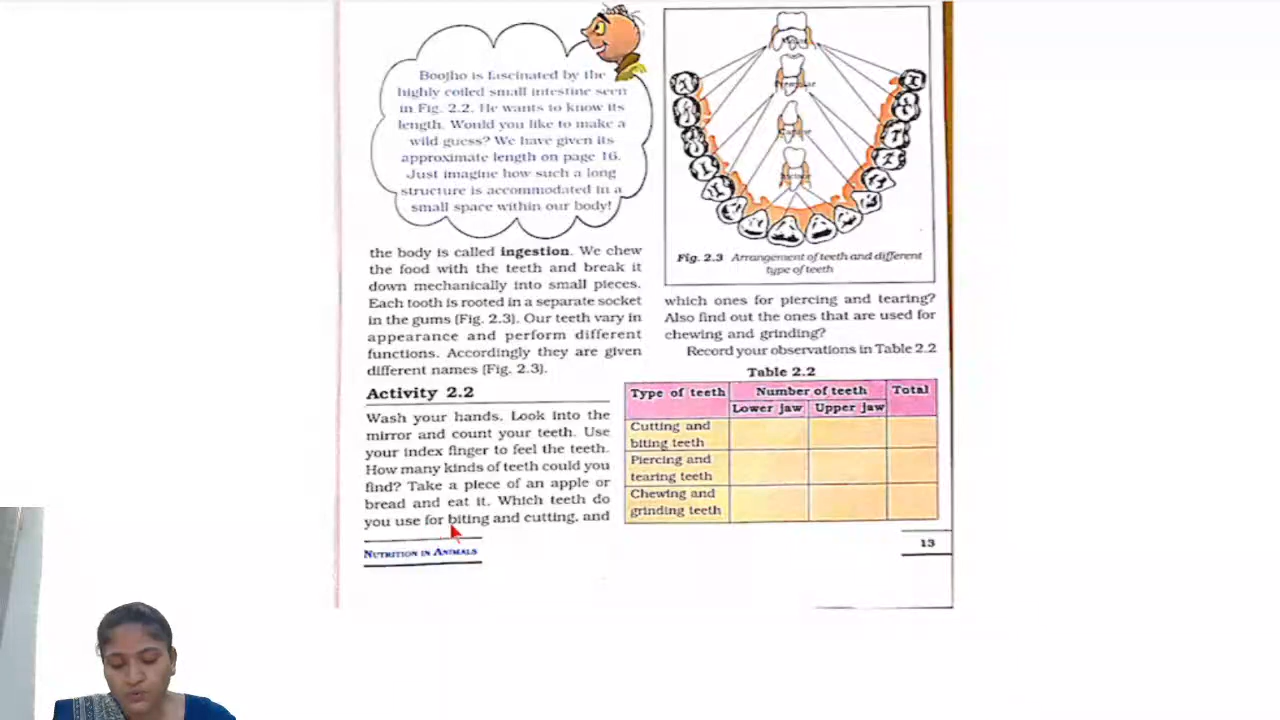 Boojho is fascinated by the
highly coiled small intestine seen
in Fig. 2.2. He wants to know its
length. Would you like to make a
wild guess? We have given its
approximate length on page 16.
Just imagine how such a long
structure is accommodated in a
small space within our body!
the body is called ingestion. We chew
the food with the teeth and break it
down mechanically into small pieces.
Each tooth is rooted in a separate socket
in the gums (Fig. 2.3). Our teeth vary in
appearance and perform different
functions. Accordingly they are given
different names (Fig. 2.3).
Activity 2.2
Wash your hands. Look into the
mirror and count your teeth. Use
your index finger to feel the teeth.
How many kinds of teeth could you
find? Take a piece of an apple or
bread and eat it. Which teeth do
you use for biting and cutting, and
Premolar
Canine
Incisor
Fig. 2.3 Arrangement of teeth and different
type of teeth
which ones for piercing and tearing?
Also find out the ones that are used for
chewing and grinding?
Record your observations in Table 2.2
Table 2.2
Type of teeth Number of teeth Total
Lower jaw Upper jaw
Cutting and
biting teeth
Piercing and
tearing teeth
Chewing and
grinding teeth
NUTRITION IN ANIMALS
13